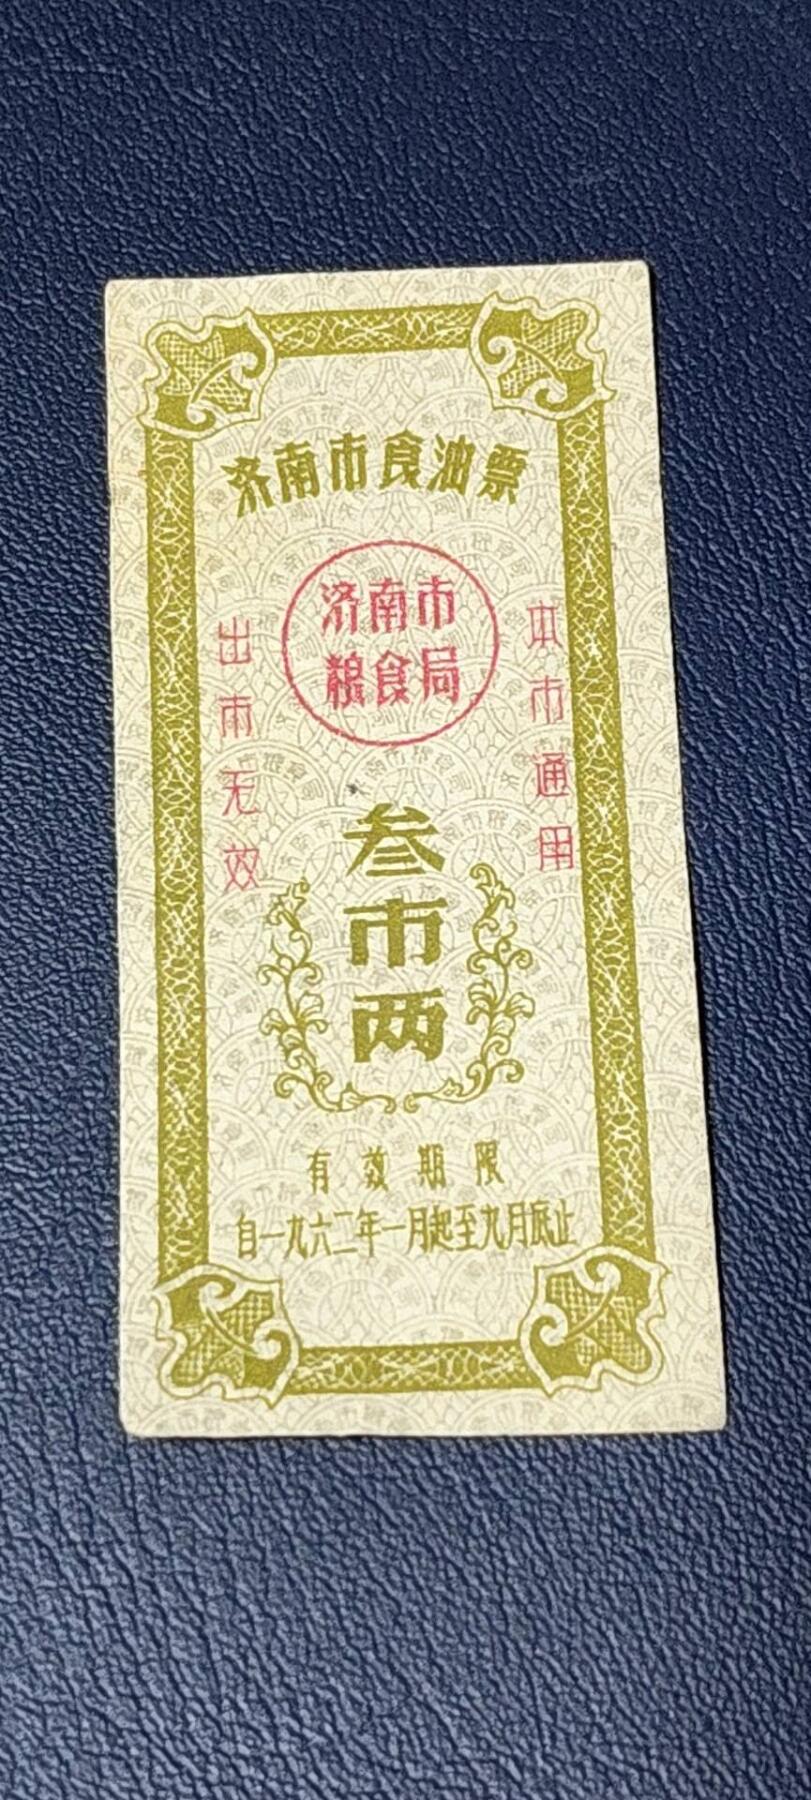 济南市食油票
济南市
粮食局
本市通用
出市无效
叁市两
有效期限
自一九六二年一月起至九月底止